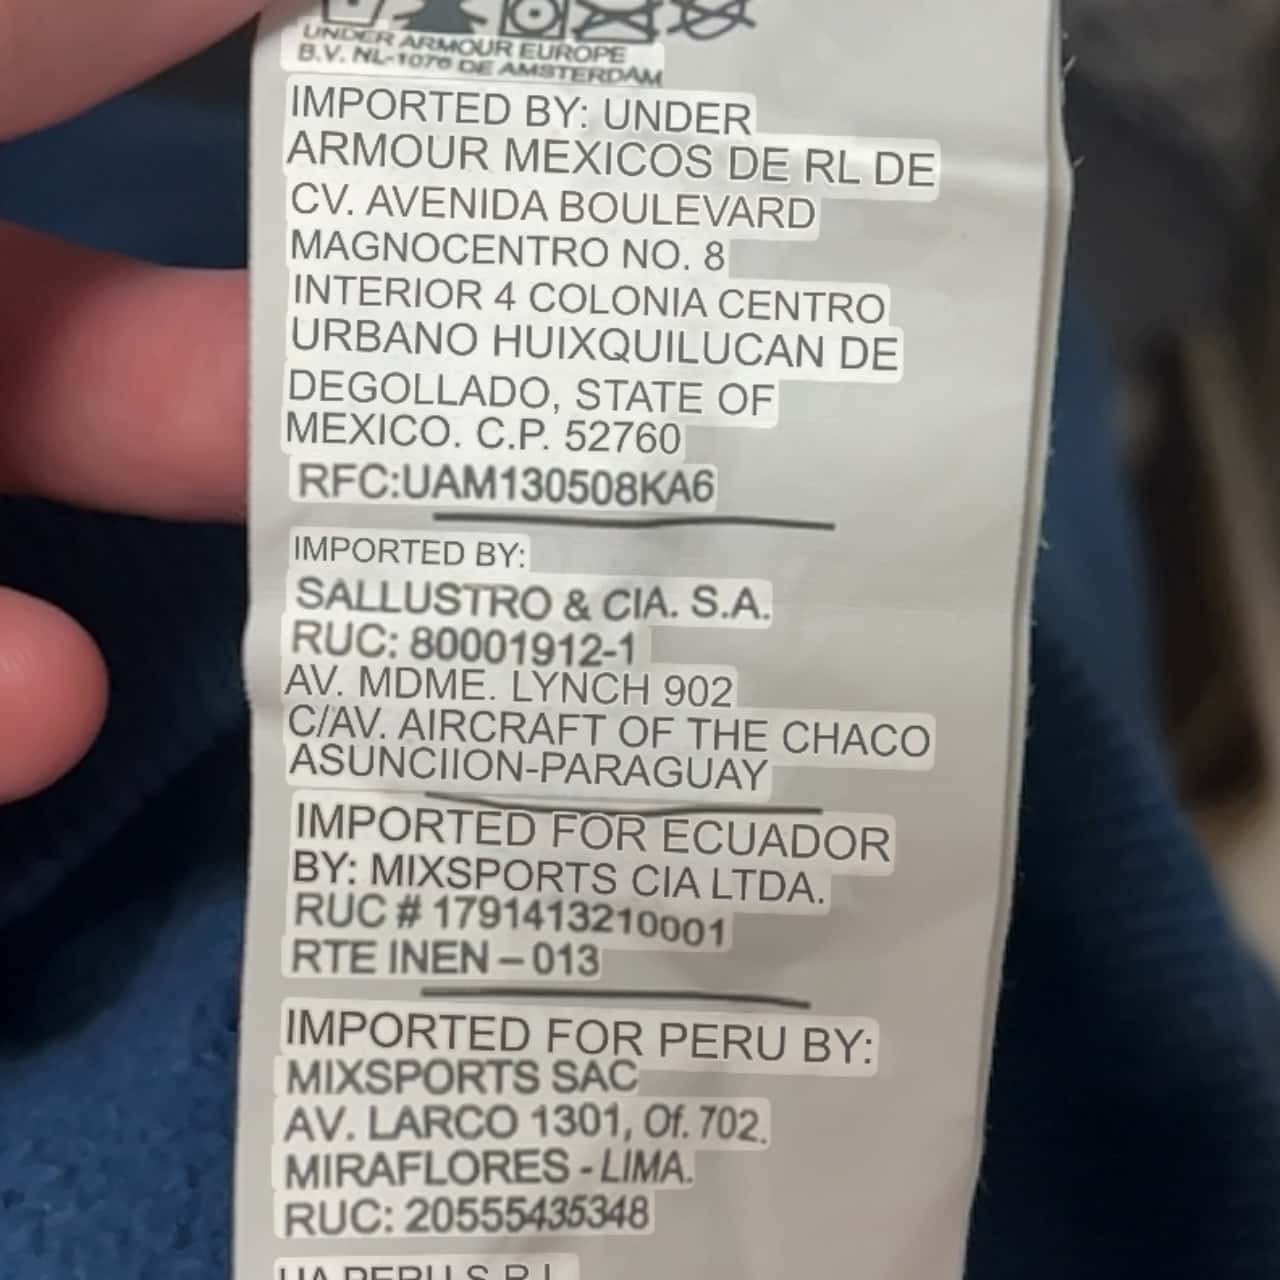 UNDER ARMOUR EUROPE
B.V. NL-1076 DE AMSTERDAM
IMPORTED BY: UNDER
ARMOUR MEXICOS DE RL DE
CV. AVENIDA BOULEVARD
MAGNOCENTRO NO. 8
INTERIOR 4 COLONIA CENTRO
URBANO HUIXQUILUCAN DE
DEGOLLADO, STATE OF
MEXICO. C.P. 52760
RFC:UAM130508KA6
IMPORTED BY:
SALLUSTRO & CIA. S.A.
RUC: 80001912-1
AV. MDME. LYNCH 902
C/AV. AIRCRAFT OF THE CHACO
ASUNCIION-PARAGUAY
IMPORTED FOR ECUADOR
BY: MIXSPORTS CIA LTDA.
RUC # 1791413210001
RTE INEN – 013
IMPORTED FOR PERU BY:
MIXSPORTS SAC
AV. LARCO 1301, Of. 702.
MIRAFLORES - LIMA.
RUC: 20555435348
UA PERU S.R.L.